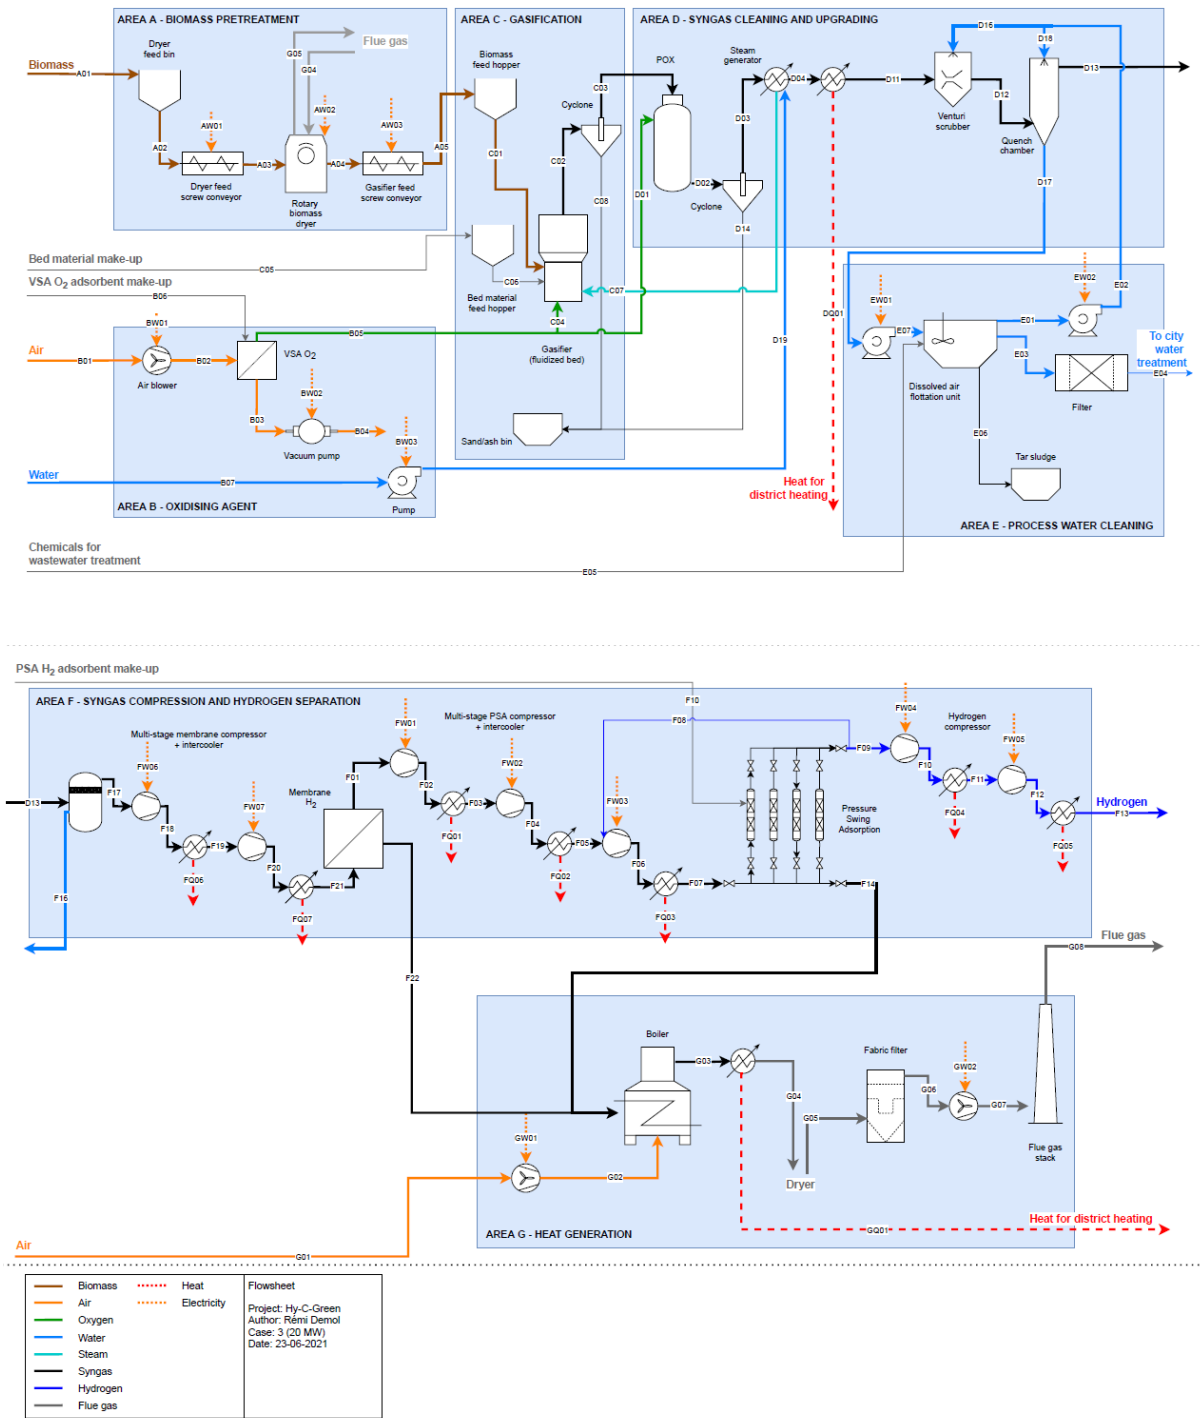 AREA A - BIOMASS PRETREATMENT
Dryer
feed bin
Flue gas
G05
G04
Biomass
A01
AW01
AW02
AW03
A02
A03
A04
A05
Dryer feed
screw conveyor
Rotary
biomass
dryer
Gasifier feed
screw conveyor
AREA C - GASIFICATION
Biomass
feed hopper
Cyclone
C03
C01
C02
C08
C06
C07
C04
Bed material
feed hopper
Gasifier
(fluidized bed)
Sand/ash bin
AREA D - SYNGAS CLEANING AND UPGRADING
POX
Steam
generator
D04
D11
D16
D18
D13
D12
D03
D01
D02
D14
D17
D19
Cyclone
Venturi
scrubber
Quench
chamber
Bed material make-up
C05
VSA O2 adsorbent make-up
B06
BW01
B05
Air
B01
B02
VSA O2
Air blower
BW02
B03
B04
Vacuum pump
BW03
Water
B07
Pump
AREA B - OXIDISING AGENT
DQ01
Heat for
district heating
EW01
EW02
E02
E07
E01
E03
To city
water
treatment
E04
Dissolved air
flottation unit
Filter
E06
Tar sludge
AREA E - PROCESS WATER CLEANING
Chemicals for
wastewater treatment
E05
PSA H2 adsorbent make-up
AREA F - SYNGAS COMPRESSION AND HYDROGEN SEPARATION
F10
Multi-stage membrane compressor
+ intercooler
FW06
FW01
Multi-stage PSA compressor
+ intercooler
FW02
F08
FW04
Hydrogen
compressor
FW05
D13
F17
F18
F19
FW07
F20
F21
Membrane
H2
F01
F02
F03
F04
F05
FW03
F06
F07
F09
F10
F11
F12
Hydrogen
F13
Pressure
Swing
Adsorption
F14
F16
FQ06
FQ07
FQ01
FQ02
FQ03
FQ04
FQ05
F22
Flue gas
G08
Boiler
G03
Fabric filter
GW02
G04
G05
G06
G07
Flue gas
stack
Dryer
GW01
G02
GQ01
Heat for district heating
AREA G - HEAT GENERATION
Air
G01
Biomass
Air
Oxygen
Water
Steam
Syngas
Hydrogen
Flue gas
Heat
Electricity
Flowsheet
Project: Hy-C-Green
Author: Rémi Demol
Case: 3 (20 MW)
Date: 23-06-2021